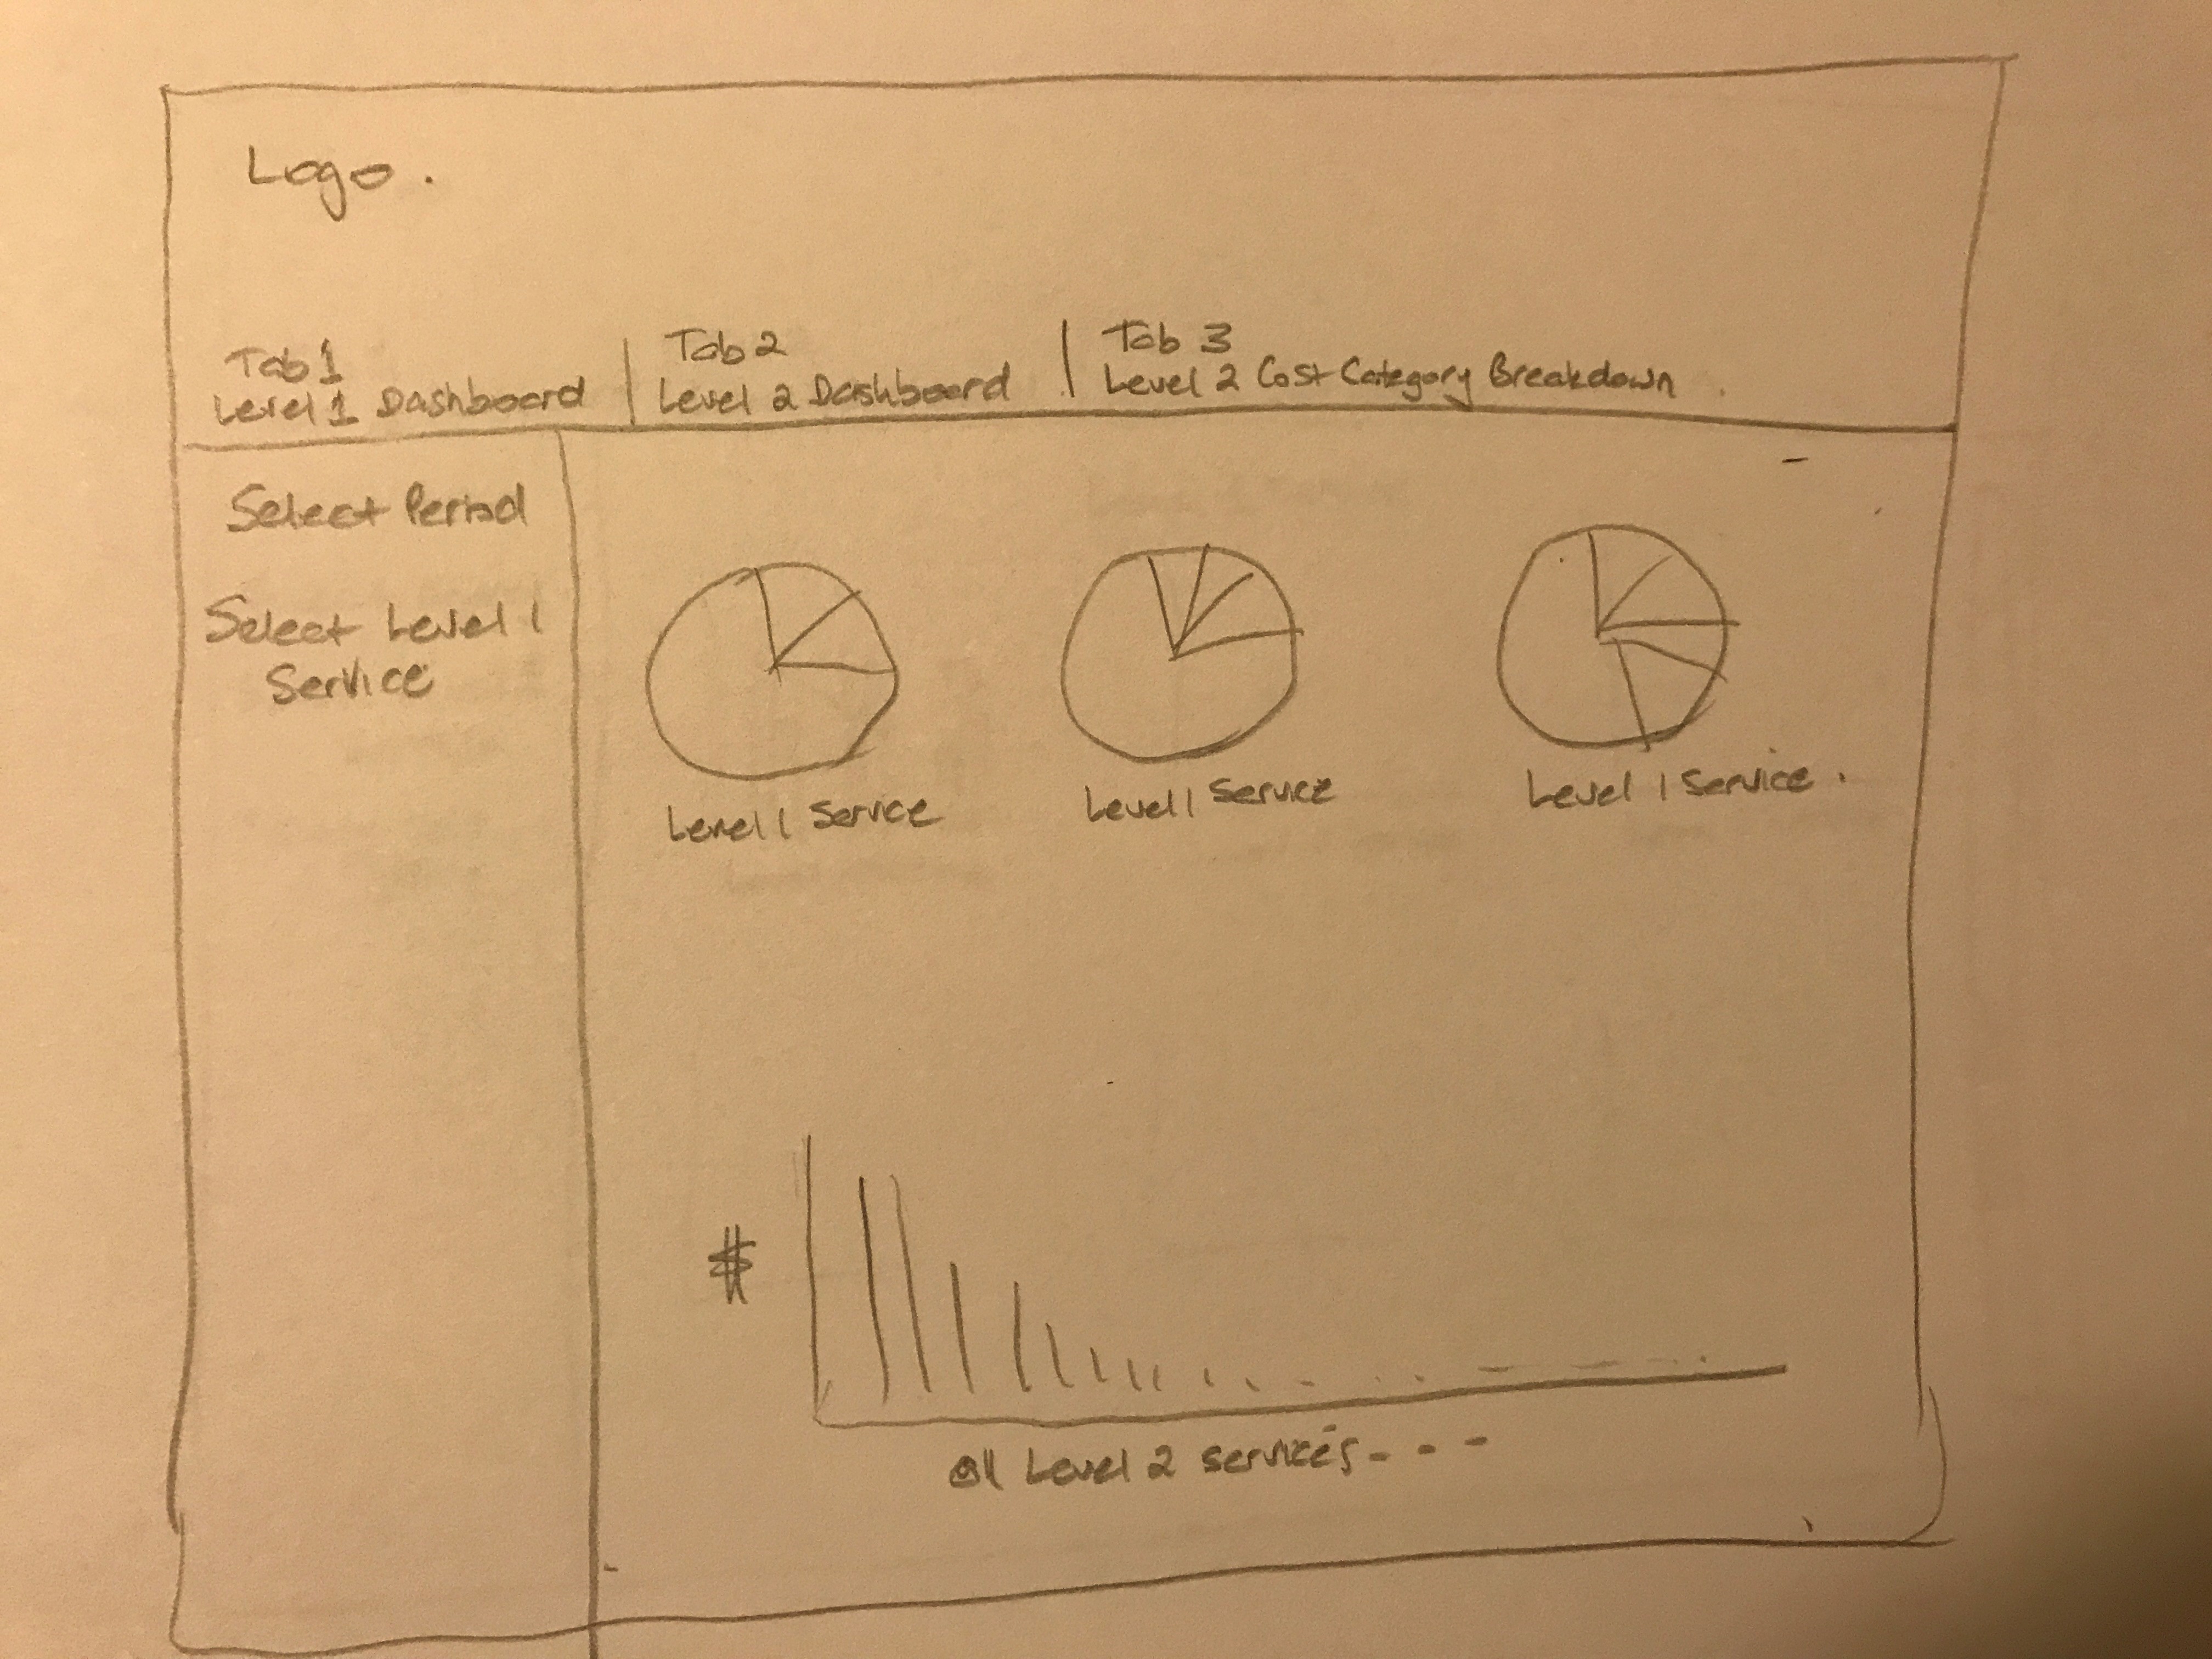 Logo.
Tab 1
Level 1 Dashboard
Tab 2
Level 2 Dashboard
Tab 3
Level 2 Cost Category Breakdown
Select Period
Select Level 1
Service
Level 1 Service
Level 1 Service
Level 1 Service.
$
all Level 2 services - - -